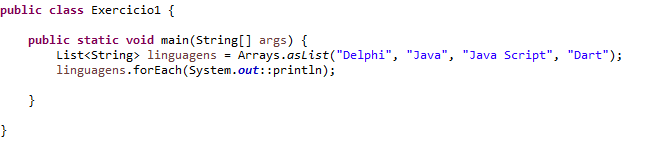 public class Exercicio1 {
public static void main(String[] args) {
List<String> linguagens = Arrays.asList("Delphi", "Java", "Java Script", "Dart");
linguagens.forEach(System.out::println);
}
}